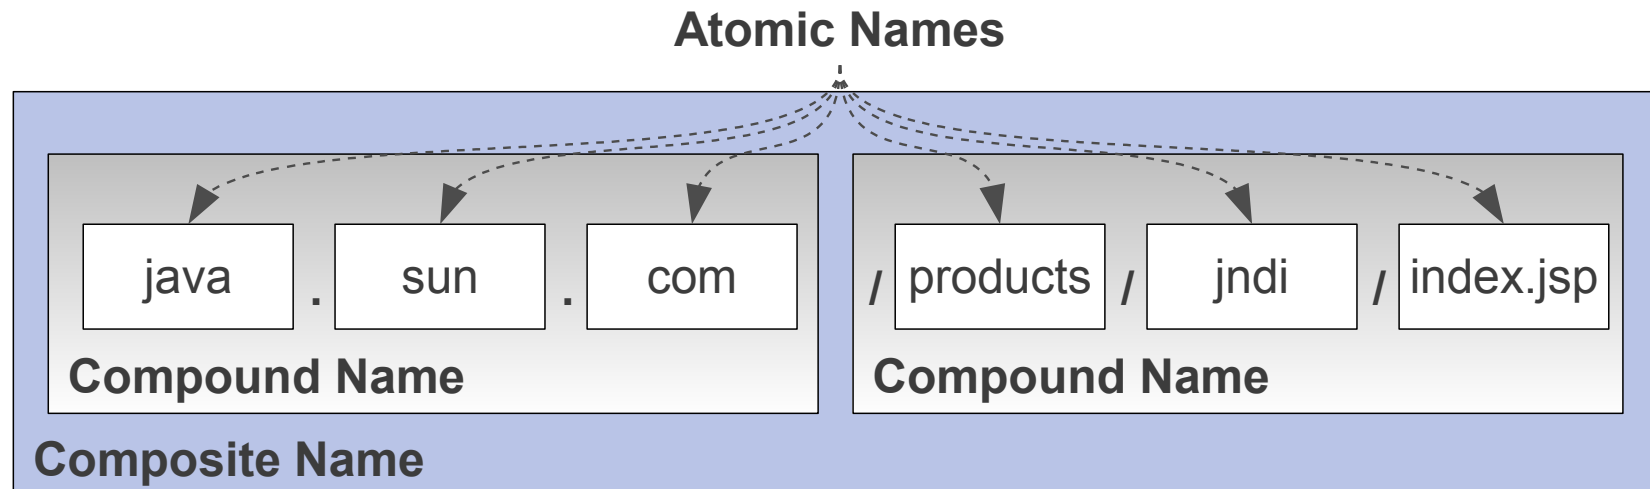 Atomic Names
java . sun . com / products / jndi / index.jsp
Compound Name Compound Name
Composite Name